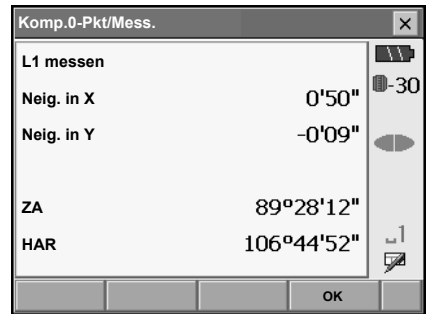 Komp.0-Pkt/Mess.
L1 messen
-30
Neig. in X 0'50"
Neig. in Y -0'09"
ZA 89°28'12"
HAR 106°44'52"
1
OK